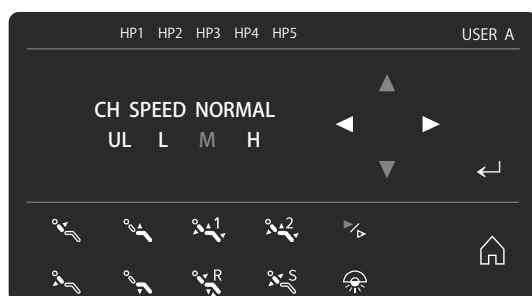 HP1 HP2 HP3 HP4 HP5 USER A
CH SPEED NORMAL
UL L M H
1 2
R S